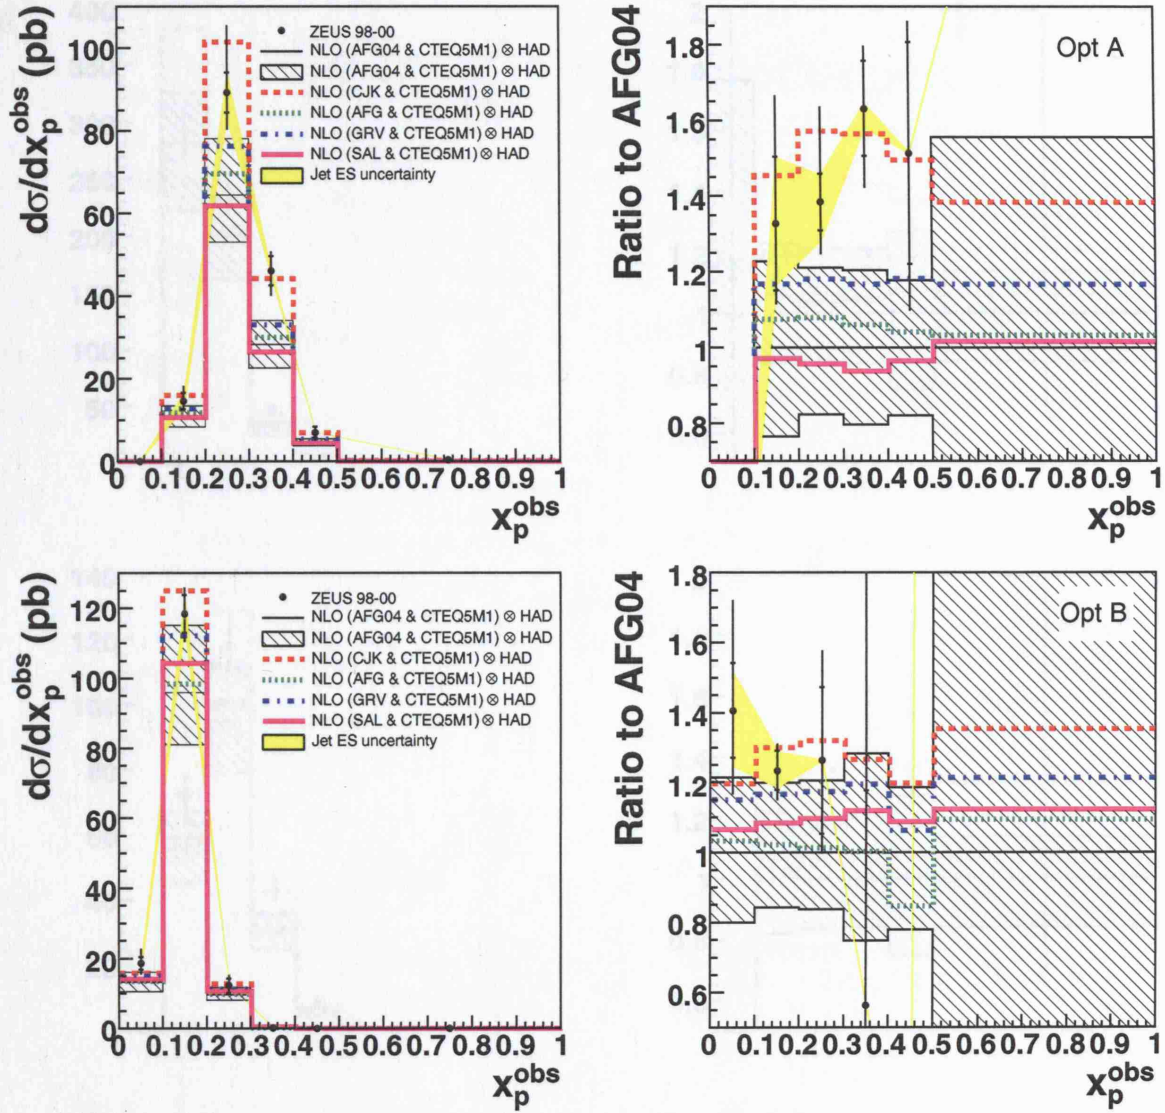 dσ/dx_p^obs (pb)
100
80
60
40
20
0
ZEUS 98-00
NLO (AFG04 & CTEQ5M1) ⊗ HAD
NLO (AFG04 & CTEQ5M1) ⊗ HAD
NLO (CJK & CTEQ5M1) ⊗ HAD
NLO (AFG & CTEQ5M1) ⊗ HAD
NLO (GRV & CTEQ5M1) ⊗ HAD
NLO (SAL & CTEQ5M1) ⊗ HAD
Jet ES uncertainty
0 0.1 0.2 0.3 0.4 0.5 0.6 0.7 0.8 0.9 1
x_p^obs
Ratio to AFG04
1.8
1.6
1.4
1.2
1
0.8
Opt A
0 0.1 0.2 0.3 0.4 0.5 0.6 0.7 0.8 0.9 1
x_p^obs
dσ/dx_p^obs (pb)
120
100
80
60
40
20
0
ZEUS 98-00
NLO (AFG04 & CTEQ5M1) ⊗ HAD
NLO (AFG04 & CTEQ5M1) ⊗ HAD
NLO (CJK & CTEQ5M1) ⊗ HAD
NLO (AFG & CTEQ5M1) ⊗ HAD
NLO (GRV & CTEQ5M1) ⊗ HAD
NLO (SAL & CTEQ5M1) ⊗ HAD
Jet ES uncertainty
0 0.1 0.2 0.3 0.4 0.5 0.6 0.7 0.8 0.9 1
x_p^obs
Ratio to AFG04
1.8
1.6
1.4
1.2
1
0.8
0.6
Opt B
0 0.1 0.2 0.3 0.4 0.5 0.6 0.7 0.8 0.9 1
x_p^obs